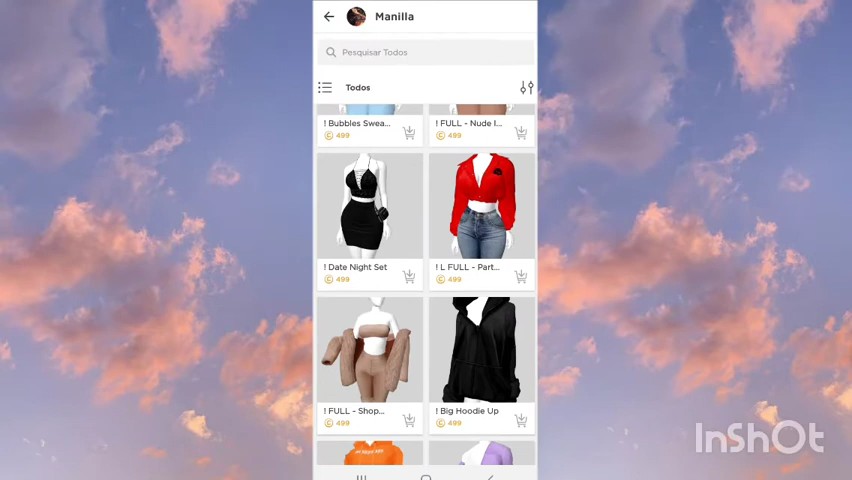 Manilla
Pesquisar Todos
Todos
! Bubbles Swea...
© 499
! FULL - Nude I...
© 499
! Date Night Set
© 499
! L FULL - Part...
© 499
! FULL - Shop...
© 499
! Big Hoodie Up
© 499
InShOt